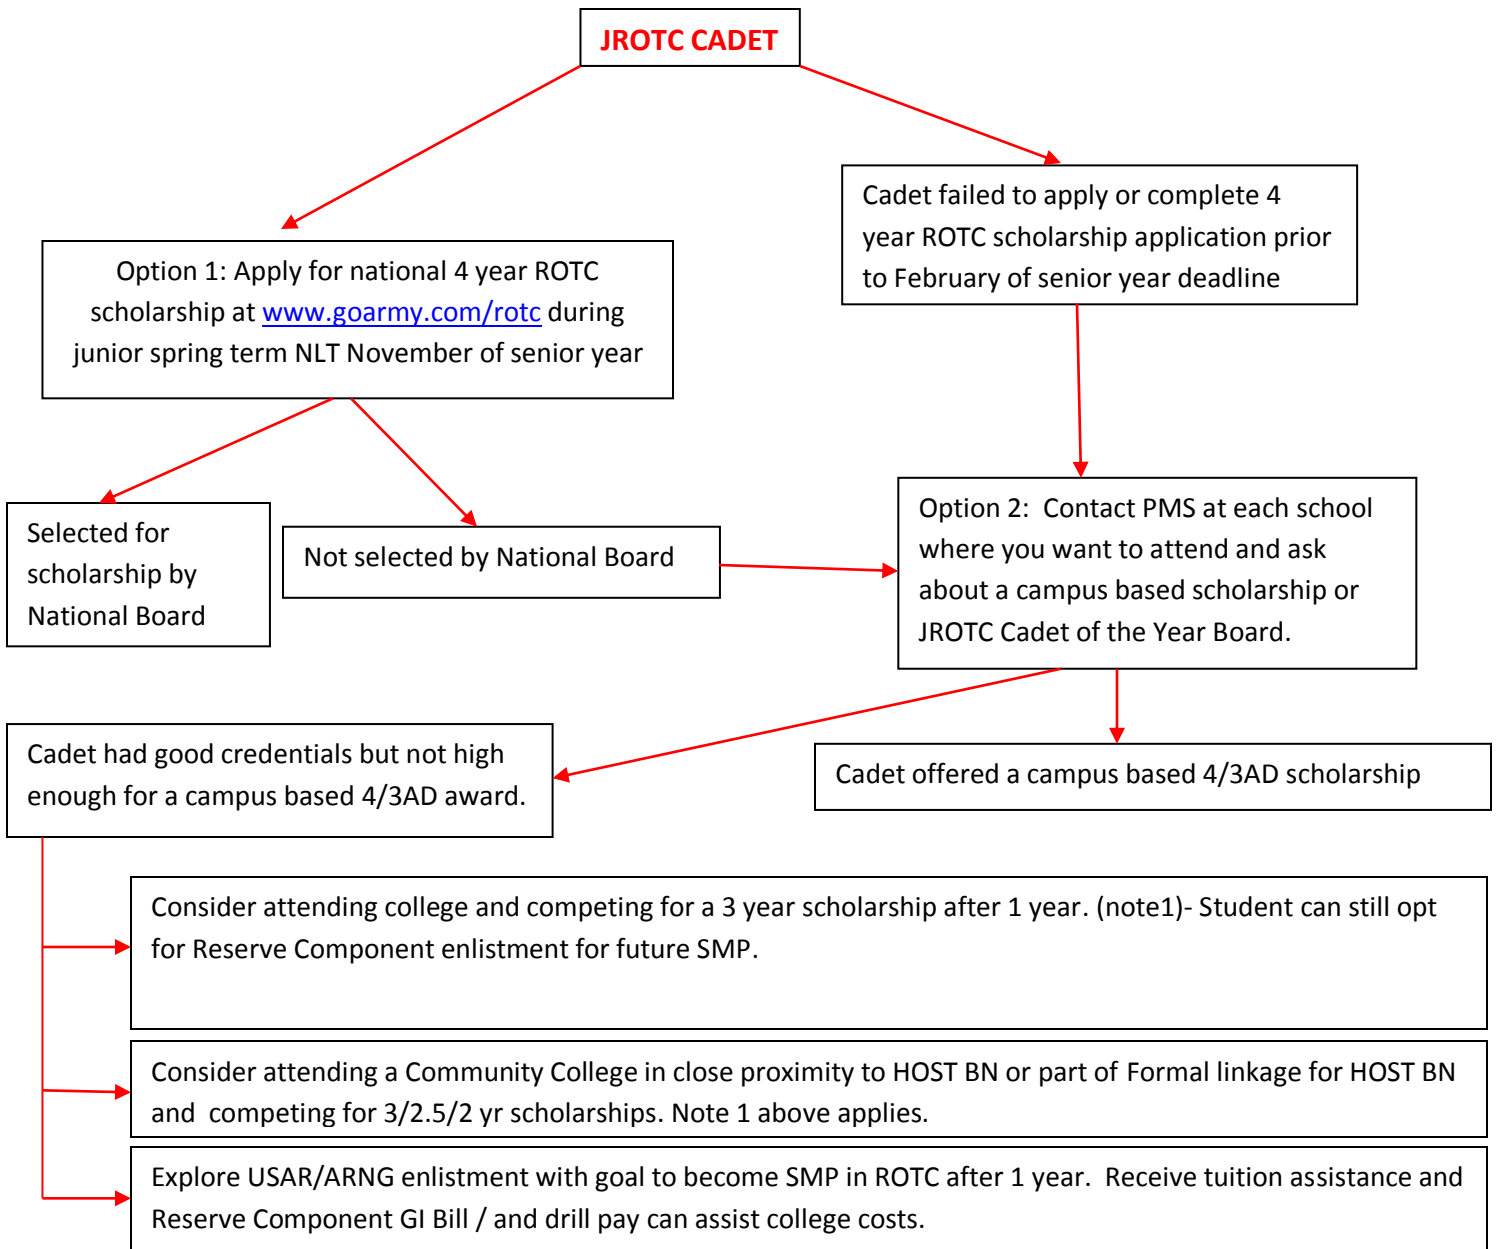 JROTC CADET
Cadet failed to apply or complete 4
year ROTC scholarship application prior
to February of senior year deadline
Option 1: Apply for national 4 year ROTC
scholarship at www.goarmy.com/rotc during
junior spring term NLT November of senior year
Selected for
scholarship by
National Board
Not selected by National Board
Option 2:  Contact PMS at each school
where you want to attend and ask
about a campus based scholarship or
JROTC Cadet of the Year Board.
Cadet had good credentials but not high
enough for a campus based 4/3AD award.
Cadet offered a campus based 4/3AD scholarship
Consider attending college and competing for a 3 year scholarship after 1 year. (note1)- Student can still opt
for Reserve Component enlistment for future SMP.
Consider attending a Community College in close proximity to HOST BN or part of Formal linkage for HOST BN
and  competing for 3/2.5/2 yr scholarships. Note 1 above applies.
Explore USAR/ARNG enlistment with goal to become SMP in ROTC after 1 year.  Receive tuition assistance and
Reserve Component GI Bill / and drill pay can assist college costs.